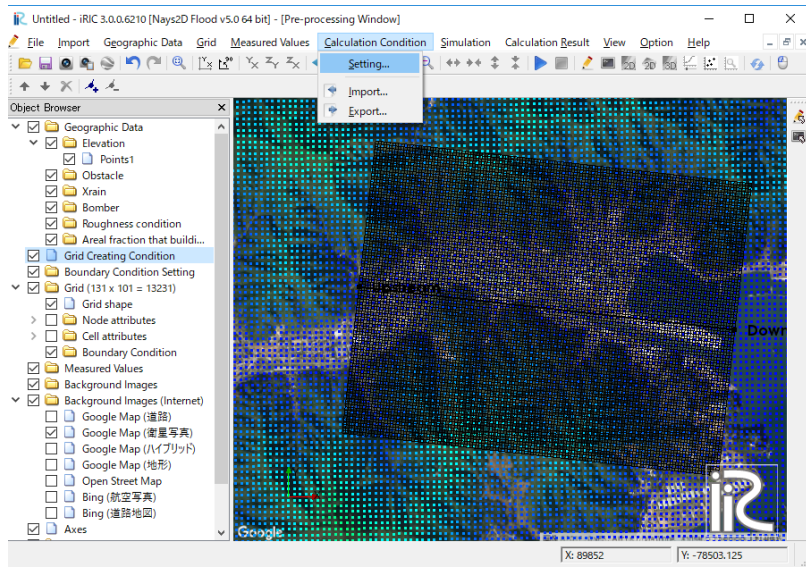 Untitled - iRIC 3.0.0.6210 [Nays2D Flood v5.0 64 bit] - [Pre-processing Window]
File Import Geographic Data Grid Measured Values Calculation Condition Simulation Calculation Result View Option Help
Setting...
Import...
Export...
Object Browser
Geographic Data
Elevation
Points1
Obstacle
Xrain
Bomber
Roughness condition
Areal fraction that buildi...
Grid Creating Condition
Boundary Condition Setting
Grid (131 x 101 = 13231)
Grid shape
Node attributes
Cell attributes
Boundary Condition
Measured Values
Background Images
Background Images (Internet)
Google Map (道路)
Google Map (衛星写真)
Google Map (ハイブリッド)
Google Map (地形)
Open Street Map
Bing (航空写真)
Bing (道路地図)
Axes
Down
Google
iRIC
X: 89852
Y: -78503.125